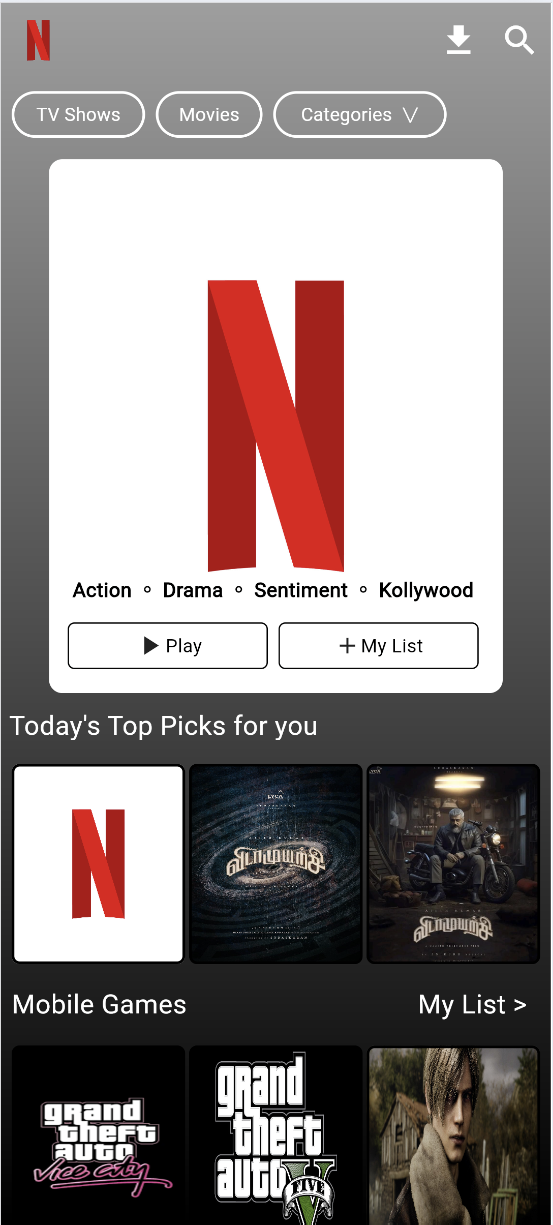 TV Shows
Movies
Categories
Action ∘ Drama ∘ Sentiment ∘ Kollywood
Play
+ My List
Today's Top Picks for you
விடாமுயற்சி
விடாமுயற்சி
Mobile Games
My List >
grand
theft
auto
vice city
grand
theft
auto
V
FIVE